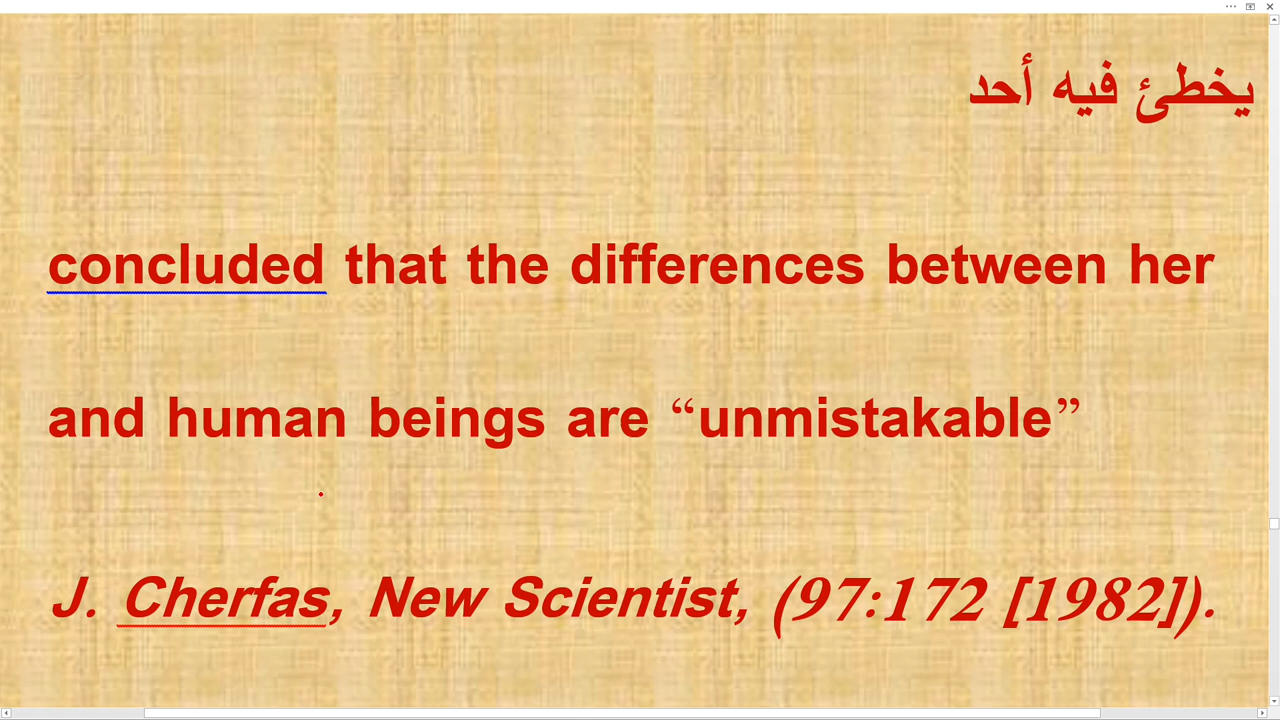 يخطئ فيه أحد
concluded that the differences between her
and human beings are “unmistakable”
J. Cherfas, New Scientist, (97:172 [1982]).